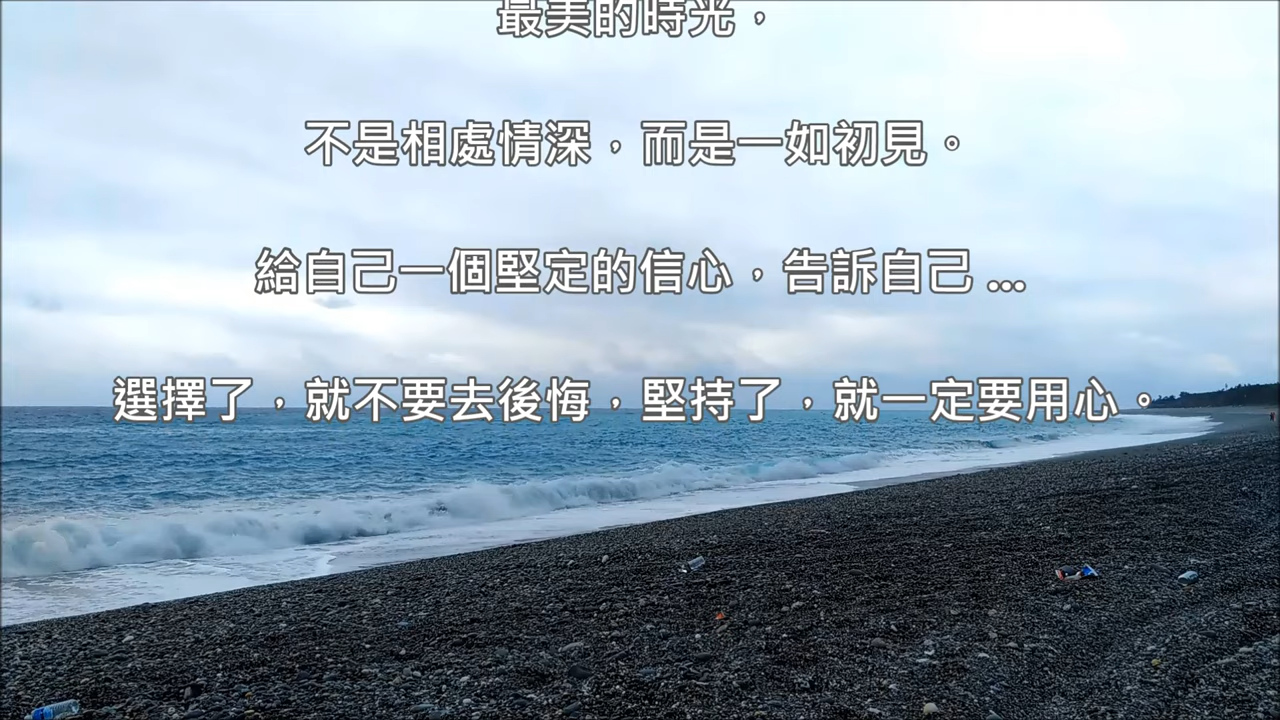 最美的時光，
不是相處情深，而是一如初見。
給自己一個堅定的信心，告訴自己...
選擇了，就不要去後悔，堅持了，就一定要用心。